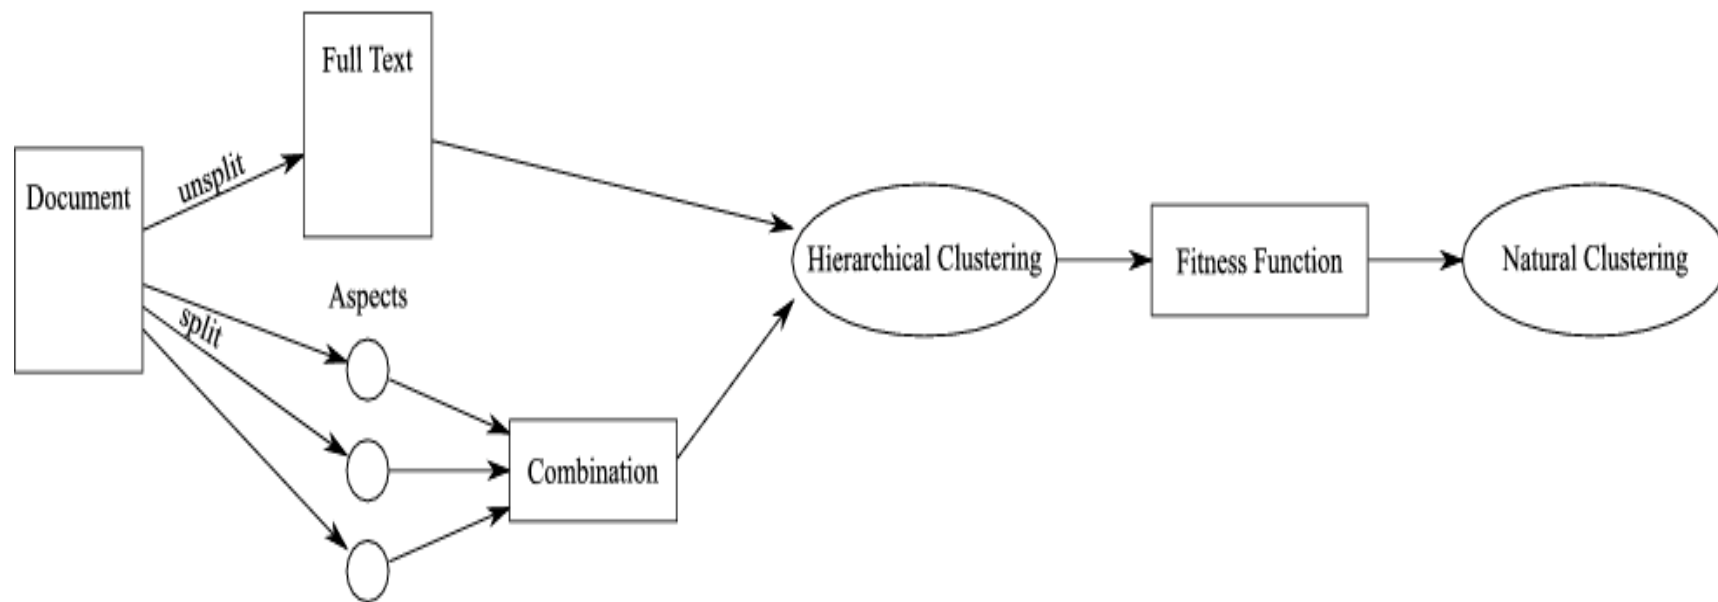 Full Text
unsplit
Document
Aspects
split
Combination
Hierarchical Clustering
Fitness Function
Natural Clustering